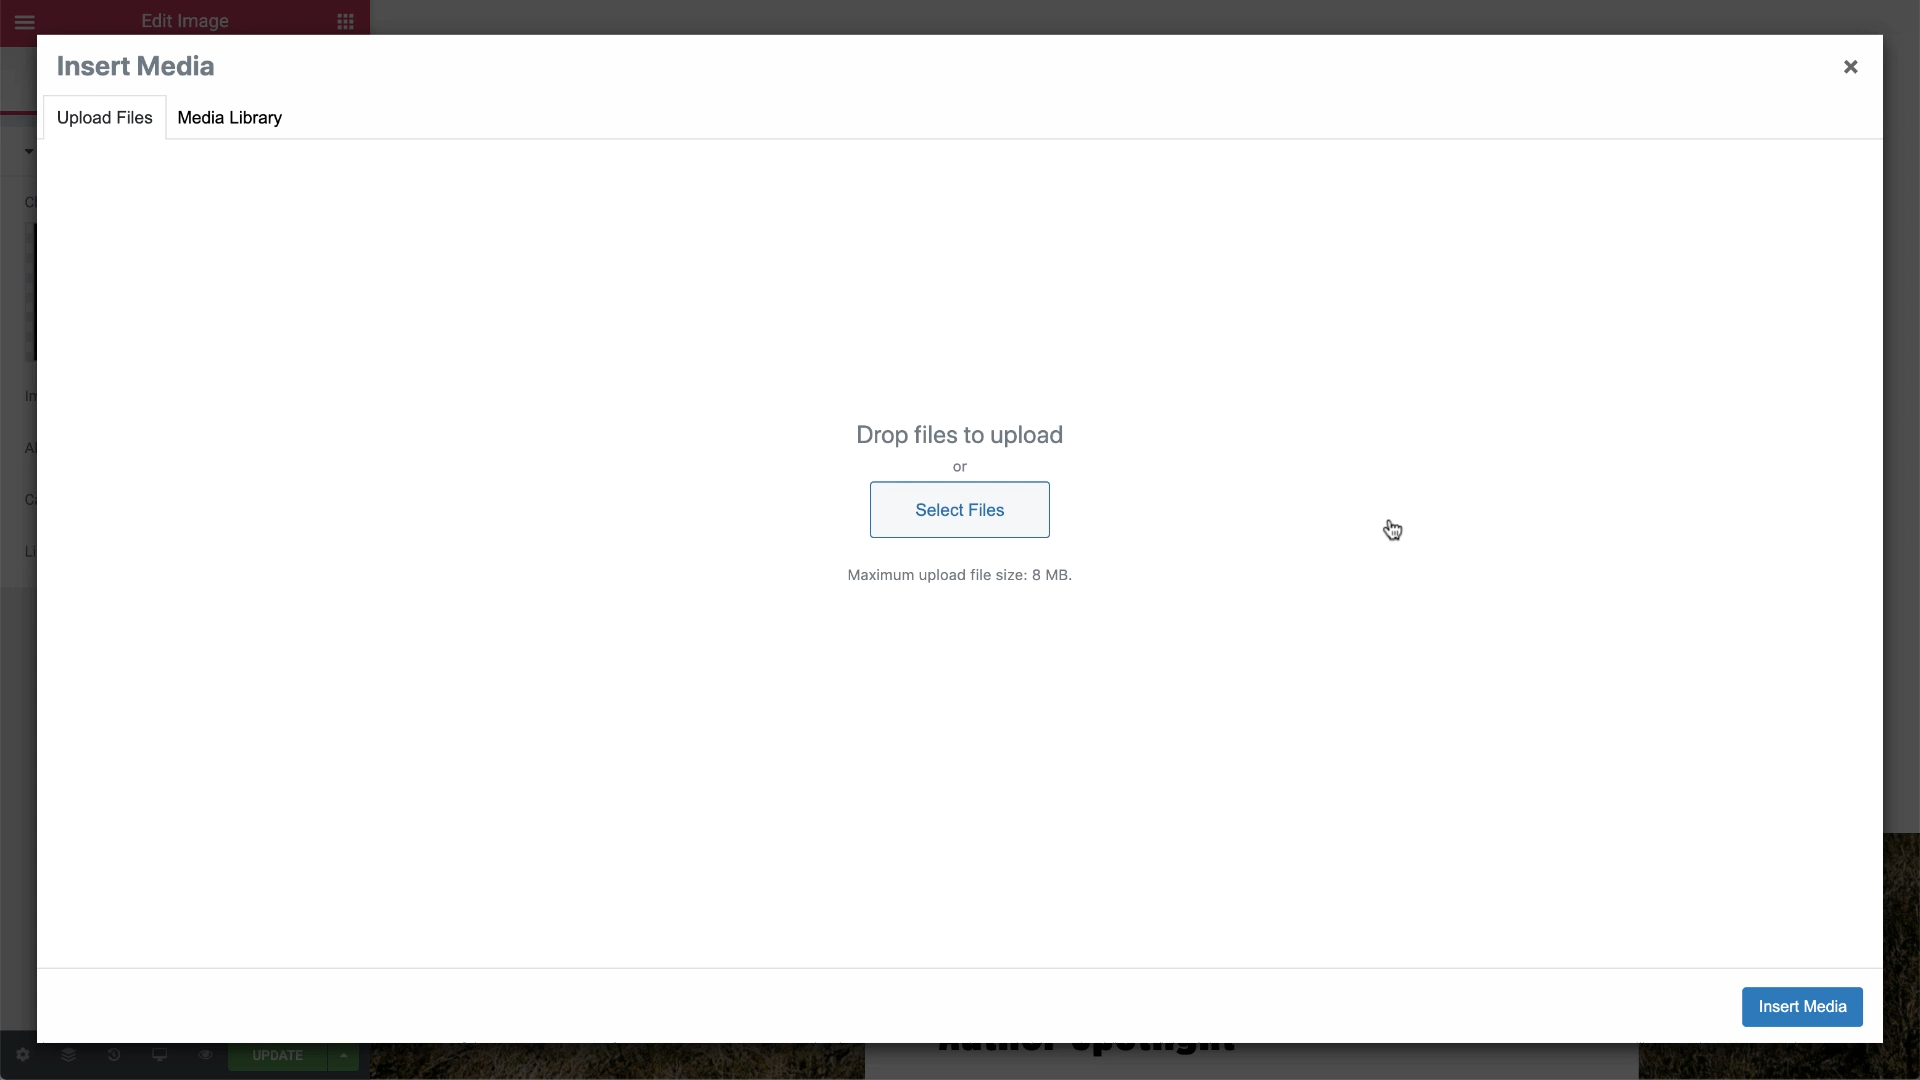 Edit Image
Insert Media
Upload Files
Media Library
Drop files to upload
or
Select Files
Maximum upload file size: 8 MB.
Insert Media
UPDATE